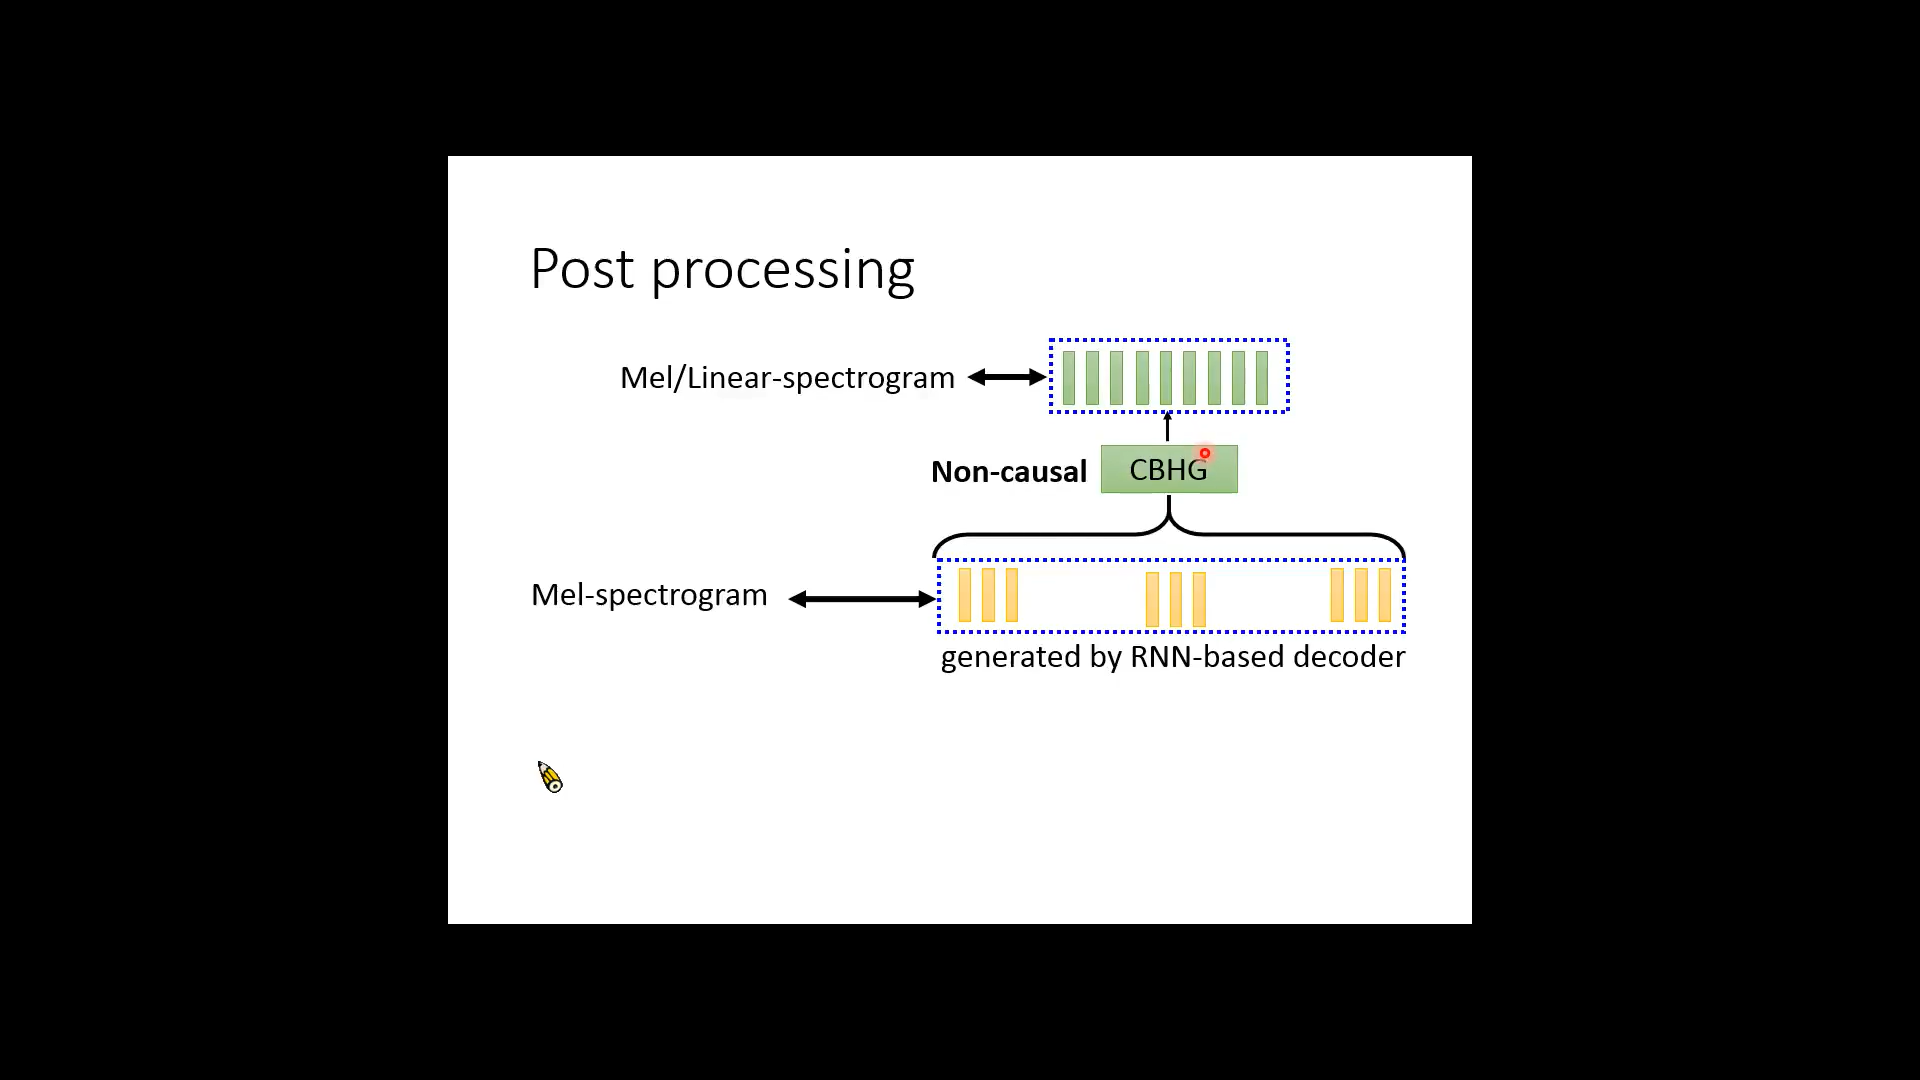 Post processing
Mel/Linear-spectrogram
Non-causal
CBHG
Mel-spectrogram
generated by RNN-based decoder